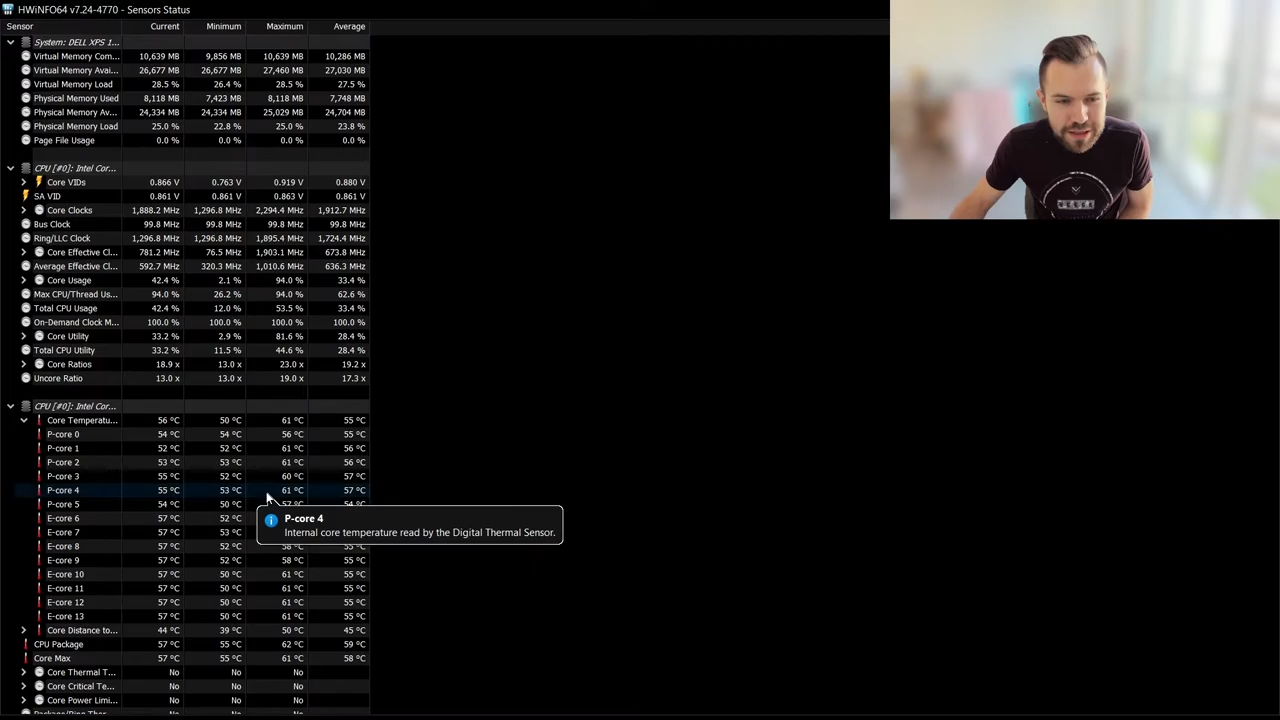 HWiNFO64 v7.24-4770 - Sensors Status
Sensor Current Minimum Maximum Average
System: DELL XPS 1...
Virtual Memory Com... 10,639 MB 9,856 MB 10,639 MB 10,286 MB
Virtual Memory Avai... 26,677 MB 26,677 MB 27,460 MB 27,030 MB
Virtual Memory Load 28.5 % 26.4 % 28.5 % 27.5 %
Physical Memory Used 8,118 MB 7,423 MB 8,118 MB 7,748 MB
Physical Memory Av... 24,334 MB 24,334 MB 25,029 MB 24,704 MB
Physical Memory Load 25.0 % 22.8 % 25.0 % 23.8 %
Page File Usage 0.0 % 0.0 % 0.0 % 0.0 %
CPU [#0]: Intel Cor...
Core VIDs 0.866 V 0.763 V 0.919 V 0.880 V
SA VID 0.861 V 0.861 V 0.863 V 0.861 V
Core Clocks 1,888.2 MHz 1,296.8 MHz 2,294.4 MHz 1,912.7 MHz
Bus Clock 99.8 MHz 99.8 MHz 99.8 MHz 99.8 MHz
Ring/LLC Clock 1,296.8 MHz 1,296.8 MHz 1,895.4 MHz 1,724.4 MHz
Core Effective Cl... 781.2 MHz 76.5 MHz 1,903.1 MHz 673.8 MHz
Average Effective Cl... 592.7 MHz 320.3 MHz 1,010.6 MHz 636.3 MHz
Core Usage 42.4 % 2.1 % 94.0 % 33.4 %
Max CPU/Thread Us... 94.0 % 26.2 % 94.0 % 62.6 %
Total CPU Usage 42.4 % 12.0 % 53.5 % 33.4 %
On-Demand Clock M... 100.0 % 100.0 % 100.0 % 100.0 %
Core Utility 33.2 % 2.9 % 81.6 % 28.4 %
Total CPU Utility 33.2 % 11.5 % 44.6 % 28.4 %
Core Ratios 18.9 x 13.0 x 23.0 x 19.2 x
Uncore Ratio 13.0 x 13.0 x 19.0 x 17.3 x
CPU [#0]: Intel Cor...
Core Temperatu... 56 °C 50 °C 61 °C 55 °C
P-core 0 54 °C 54 °C 56 °C 55 °C
P-core 1 52 °C 52 °C 61 °C 56 °C
P-core 2 53 °C 53 °C 61 °C 56 °C
P-core 3 55 °C 52 °C 60 °C 57 °C
P-core 4 55 °C 53 °C 61 °C 57 °C
P-core 5 54 °C 50 °C 57 °C 54 °C
P-core 4
Internal core temperature read by the Digital Thermal Sensor.
E-core 6 57 °C 52 °C
E-core 7 57 °C 53 °C
E-core 8 57 °C 52 °C 58 °C 55 °C
E-core 9 57 °C 52 °C 58 °C 55 °C
E-core 10 57 °C 50 °C 61 °C 55 °C
E-core 11 57 °C 50 °C 61 °C 55 °C
E-core 12 57 °C 50 °C 61 °C 55 °C
E-core 13 57 °C 50 °C 61 °C 55 °C
Core Distance to... 44 °C 39 °C 50 °C 45 °C
CPU Package 57 °C 55 °C 62 °C 59 °C
Core Max 57 °C 55 °C 61 °C 58 °C
Core Thermal T... No No No
Core Critical Te... No No No
Core Power Limi... No No No